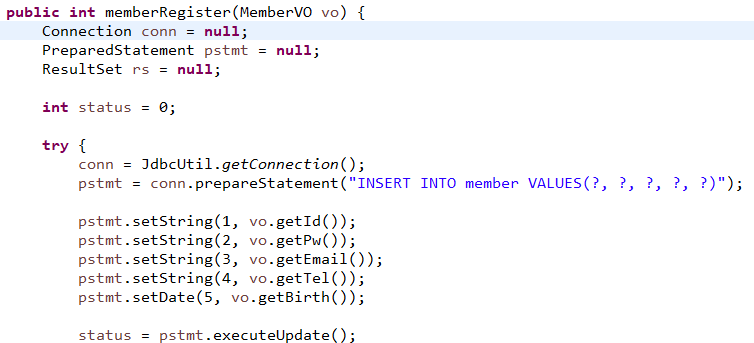 public int memberRegister(MemberVO vo) {
    Connection conn = null;
    PreparedStatement pstmt = null;
    ResultSet rs = null;

    int status = 0;

    try {
        conn = JdbcUtil.getConnection();
        pstmt = conn.prepareStatement("INSERT INTO member VALUES(?, ?, ?, ?, ?)");

        pstmt.setString(1, vo.getId());
        pstmt.setString(2, vo.getPw());
        pstmt.setString(3, vo.getEmail());
        pstmt.setString(4, vo.getTel());
        pstmt.setDate(5, vo.getBirth());

        status = pstmt.executeUpdate();